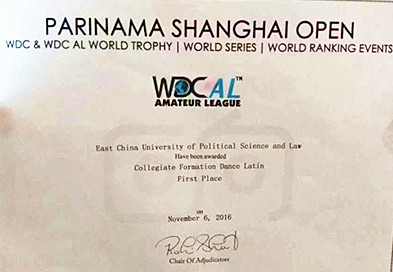 PARINAMA SHANGHAI OPEN
WDC & WDC AL WORLD TROPHY | WORLD SERIES | WORLD RANKING EVENTS
WDC AL™
AMATEUR LEAGUE
East China University of Political Science and Law
Have been awarded
Collegiate Formation Dance Latin
First Place
on
November 6, 2016
Chair Of Adjudicators